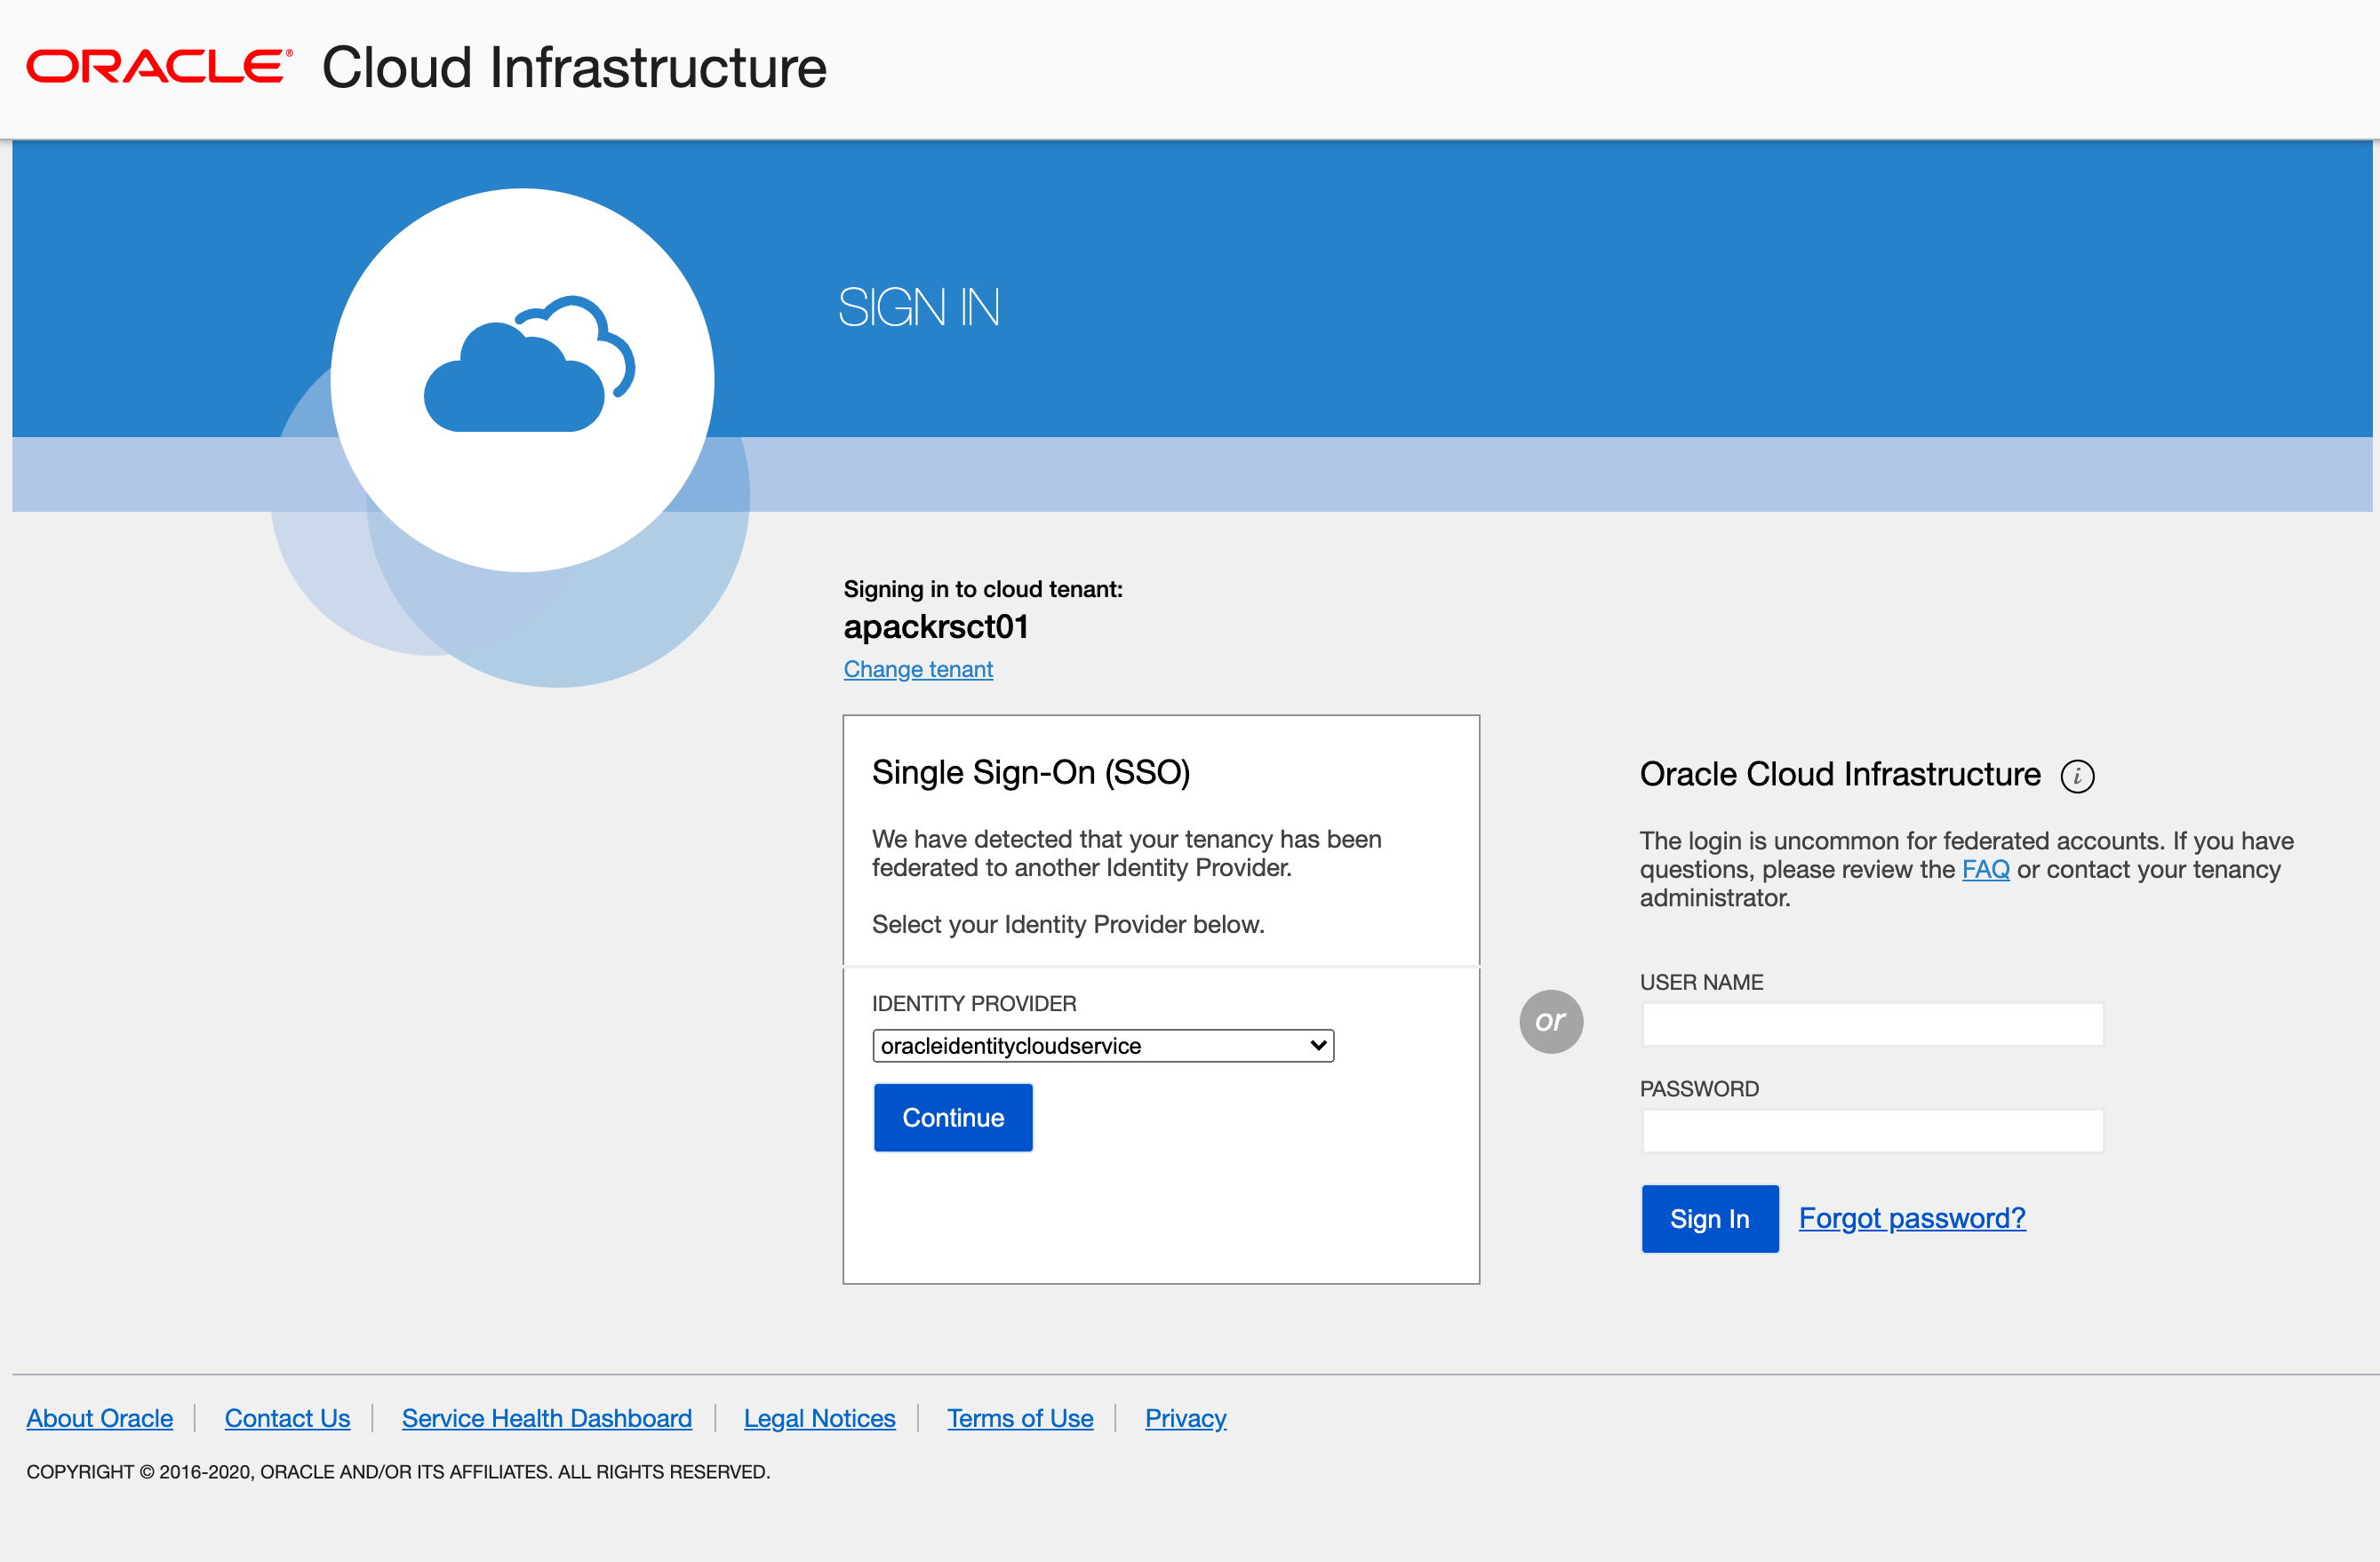 ORACLE® Cloud Infrastructure
SIGN IN
Signing in to cloud tenant:
apackrsct01
Change tenant
Single Sign-On (SSO)
We have detected that your tenancy has been
federated to another Identity Provider.
Select your Identity Provider below.
IDENTITY PROVIDER
oracleidentitycloudservice
Continue
or
Oracle Cloud Infrastructure i
The login is uncommon for federated accounts. If you have
questions, please review the FAQ or contact your tenancy
administrator.
USER NAME
PASSWORD
Sign In Forgot password?
About Oracle Contact Us Service Health Dashboard Legal Notices Terms of Use Privacy
COPYRIGHT © 2016-2020, ORACLE AND/OR ITS AFFILIATES. ALL RIGHTS RESERVED.